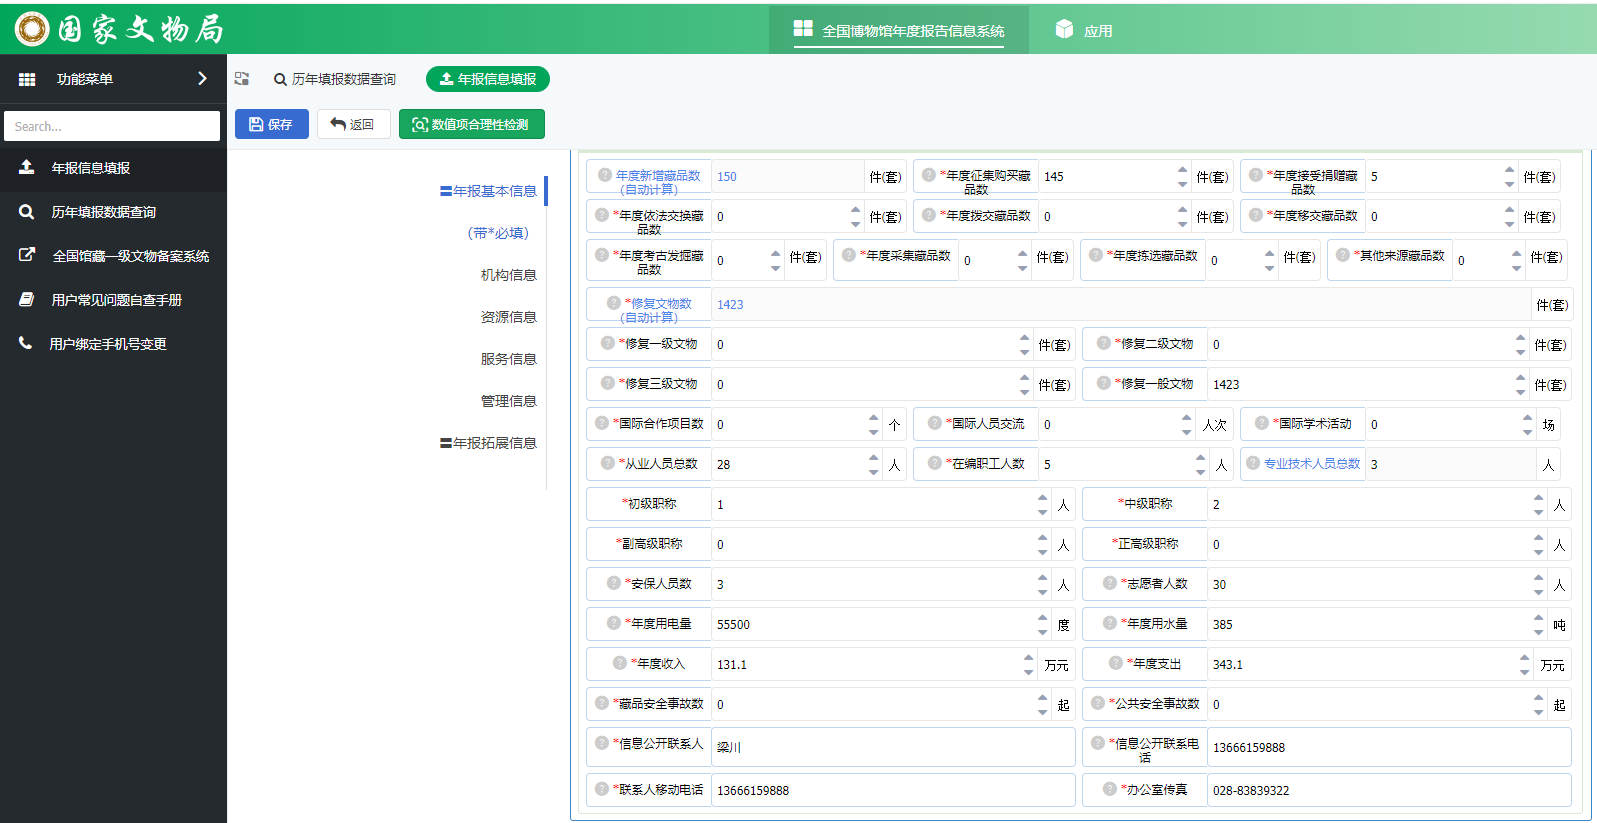 国家文物局
全国博物馆年度报告信息系统
应用
功能菜单
历年填报数据查询
年报信息填报
Search...
保存
返回
数值项合理性检测
年报信息填报
历年填报数据查询
全国馆藏一级文物备案系统
用户常见问题自查手册
用户绑定手机号变更
年报基本信息
（带*必填）
机构信息
资源信息
服务信息
管理信息
年报拓展信息
年度新增藏品数
（自动计算） 150 件(套)
*年度征集购买藏
品数 145 件(套)
*年度接受捐赠藏
品数 5 件(套)
*年度依法交换藏
品数 0 件(套)
*年度拨交藏品数 0 件(套)
*年度移交藏品数 0 件(套)
*年度考古发掘藏
品数 0 件(套)
*年度采集藏品数 0 件(套)
*年度拣选藏品数 0 件(套)
*其他来源藏品数 0 件(套)
*修复文物数
（自动计算） 1423 件(套)
*修复一级文物 0 件(套)
*修复二级文物 0 件(套)
*修复三级文物 0 件(套)
*修复一般文物 1423 件(套)
*国际合作项目数 0 个
*国际人员交流 0 人次
*国际学术活动 0 场
*从业人员总数 28 人
*在编职工人数 5 人
专业技术人员总数 3 人
*初级职称 1 人
*中级职称 2 人
*副高级职称 0 人
*正高级职称 0 人
*安保人员数 3 人
*志愿者人数 30 人
*年度用电量 55500 度
*年度用水量 385 吨
*年度收入 131.1 万元
*年度支出 343.1 万元
*藏品安全事故数 0 起
*公共安全事故数 0 起
*信息公开联系人 梁川
*信息公开联系电
话 13666159888
*联系人移动电话 13666159888
*办公室传真 028-83839322